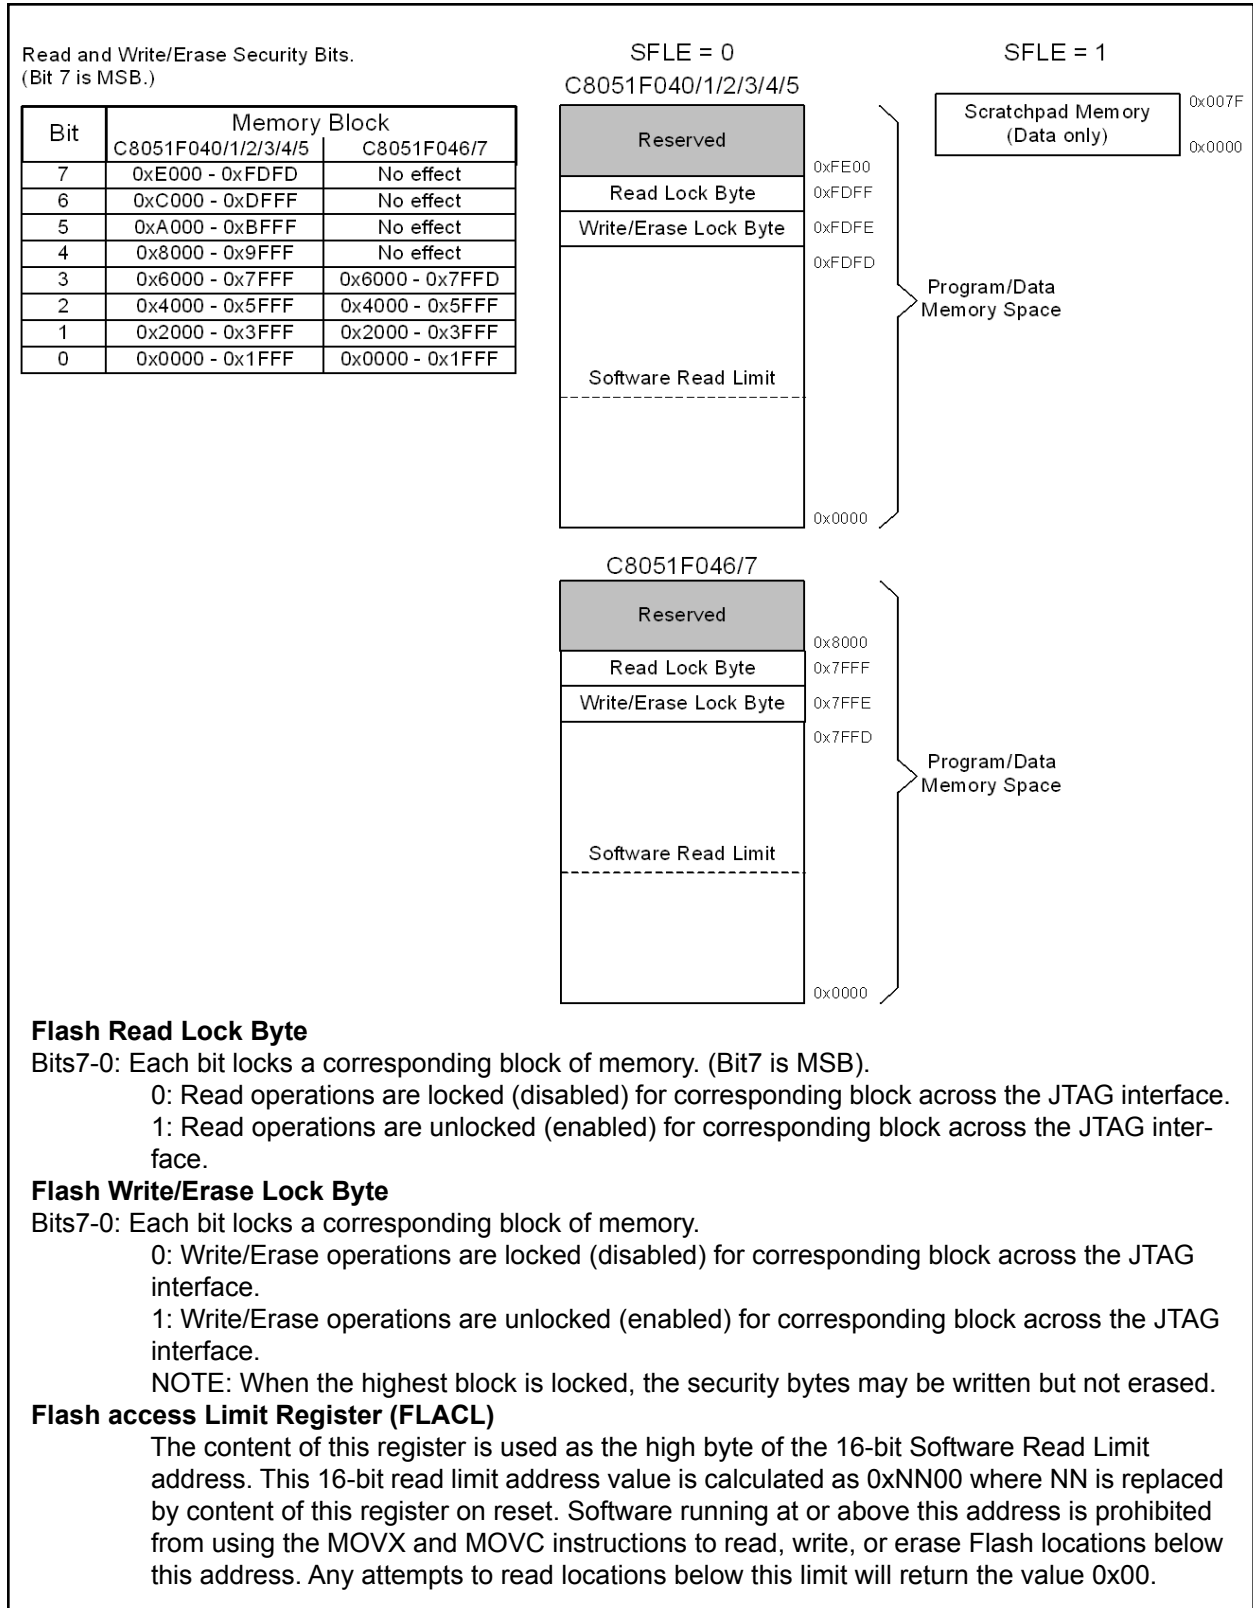 Read and Write/Erase Security Bits.
(Bit 7 is MSB.)
Bit Memory Block
C8051F040/1/2/3/4/5 C8051F046/7
7 0xE000 - 0xFDFD No effect
6 0xC000 - 0xDFFF No effect
5 0xA000 - 0xBFFF No effect
4 0x8000 - 0x9FFF No effect
3 0x6000 - 0x7FFF 0x6000 - 0x7FFD
2 0x4000 - 0x5FFF 0x4000 - 0x5FFF
1 0x2000 - 0x3FFF 0x2000 - 0x3FFF
0 0x0000 - 0x1FFF 0x0000 - 0x1FFF
SFLE = 0
C8051F040/1/2/3/4/5
Reserved
0xFE00
Read Lock Byte 0xFDFF
Write/Erase Lock Byte 0xFDFE
0xFDFD
Software Read Limit
0x0000
Program/Data
Memory Space
SFLE = 1
Scratchpad Memory
(Data only)
0x007F
0x0000
C8051F046/7
Reserved
0x8000
Read Lock Byte 0x7FFF
Write/Erase Lock Byte 0x7FFE
0x7FFD
Software Read Limit
0x0000
Program/Data
Memory Space
Flash Read Lock Byte
Bits7-0: Each bit locks a corresponding block of memory. (Bit7 is MSB).
0: Read operations are locked (disabled) for corresponding block across the JTAG interface.
1: Read operations are unlocked (enabled) for corresponding block across the JTAG inter-
face.
Flash Write/Erase Lock Byte
Bits7-0: Each bit locks a corresponding block of memory.
0: Write/Erase operations are locked (disabled) for corresponding block across the JTAG
interface.
1: Write/Erase operations are unlocked (enabled) for corresponding block across the JTAG
interface.
NOTE: When the highest block is locked, the security bytes may be written but not erased.
Flash access Limit Register (FLACL)
The content of this register is used as the high byte of the 16-bit Software Read Limit
address. This 16-bit read limit address value is calculated as 0xNN00 where NN is replaced
by content of this register on reset. Software running at or above this address is prohibited
from using the MOVX and MOVC instructions to read, write, or erase Flash locations below
this address. Any attempts to read locations below this limit will return the value 0x00.